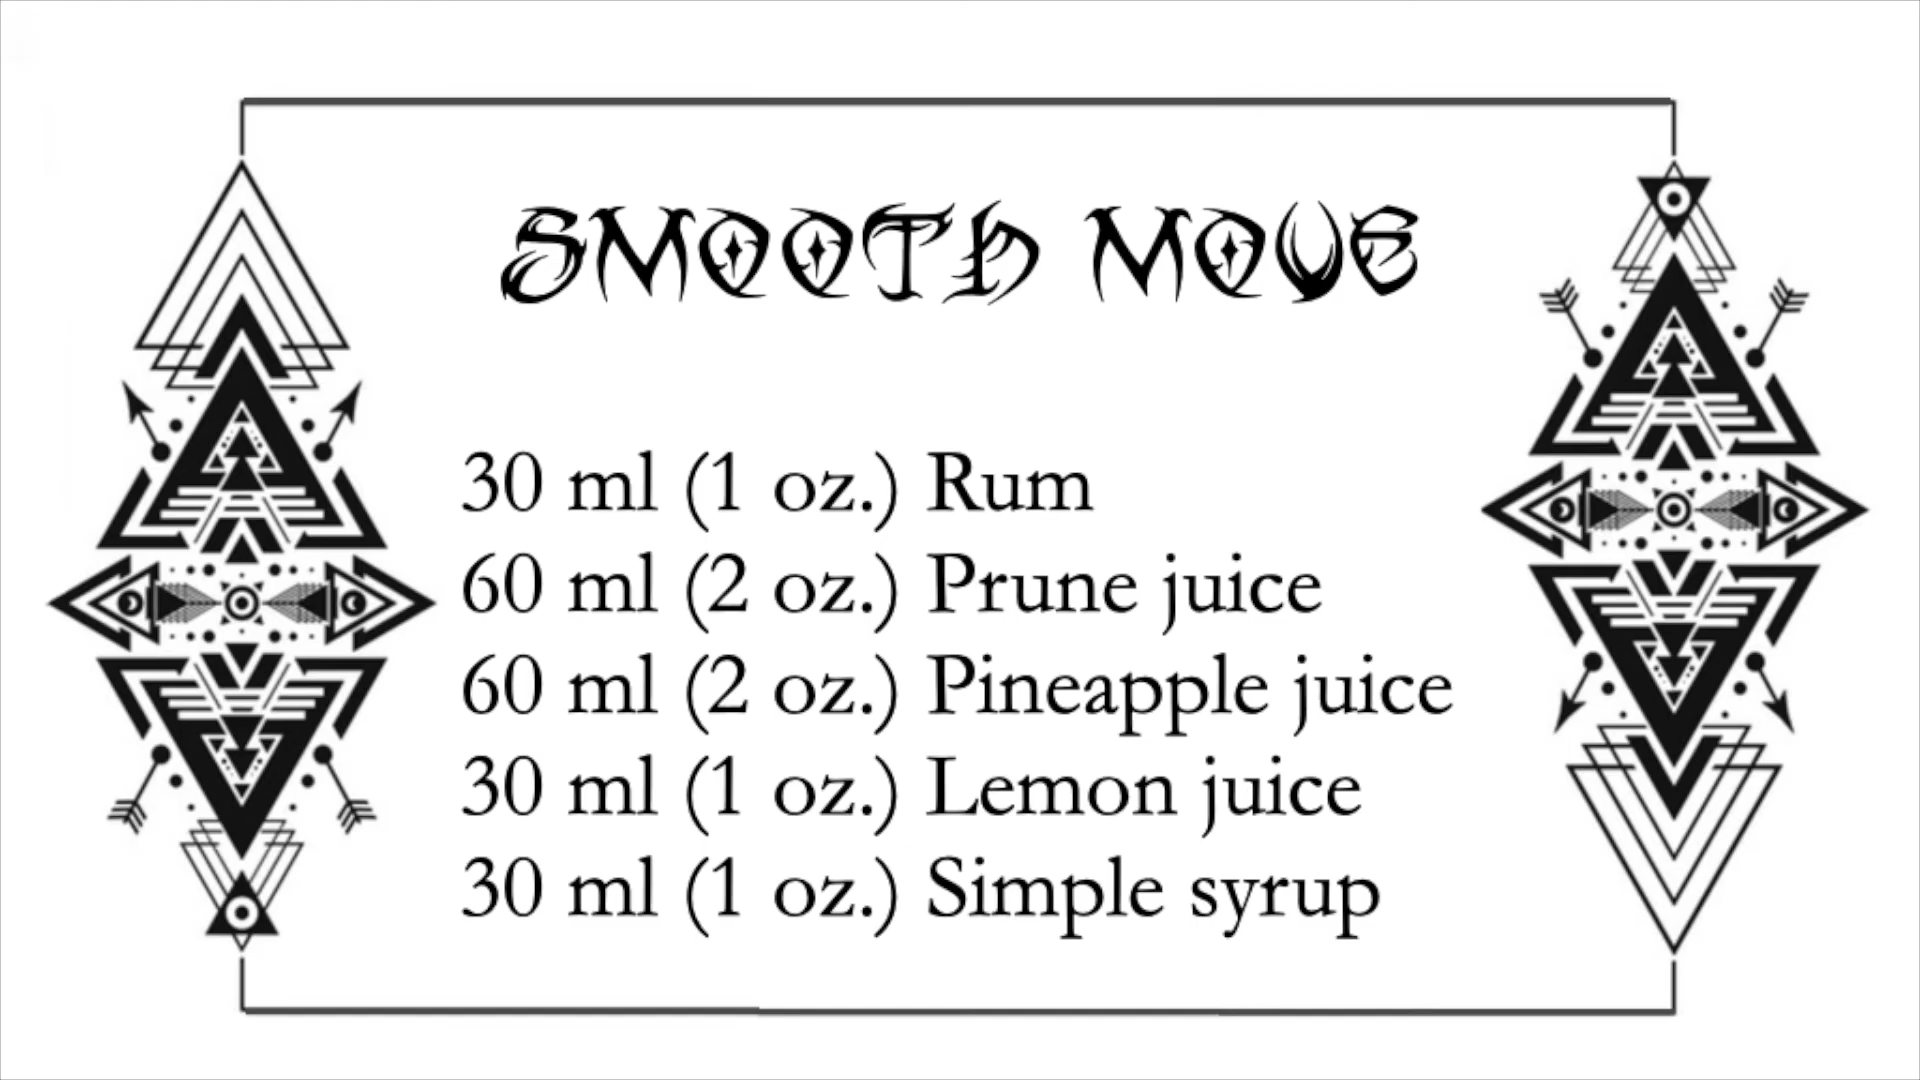 SMOOTH MOVE
30 ml (1 oz.) Rum
60 ml (2 oz.) Prune juice
60 ml (2 oz.) Pineapple juice
30 ml (1 oz.) Lemon juice
30 ml (1 oz.) Simple syrup